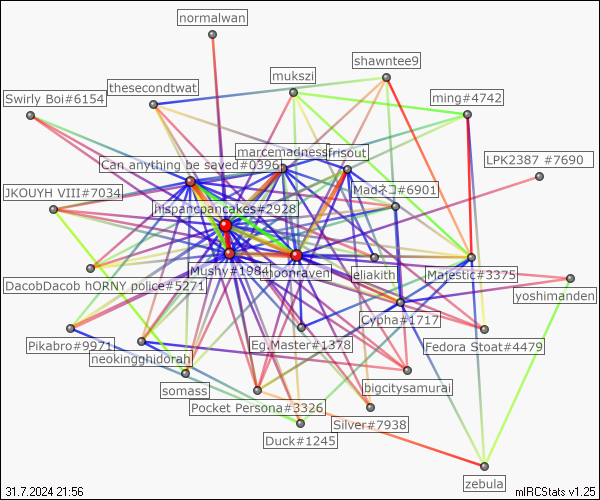 normalwan
shawntee9
mukszi
thesecondtwat
Swirly Boi#6154
ming#4742
marcemadness
frisout
LPK2387 #7690
Can anything be saved#0396
JKOUYH VIII#7034
Madネコ#6901
hispanicpancakes#2928
Mushy#1984
moonraven
eliakith
Majestic#3375
DacobDacob hORNY police#5271
yoshimanden
Cypha#1717
Pikabro#9971
Eg.Master#1378
Fedora Stoat#4479
neokingghidorah
somass
bigcitysamurai
Pocket Persona#3326
Silver#7938
Duck#1245
zebula
31.7.2024 21:56
mIRCStats v1.25